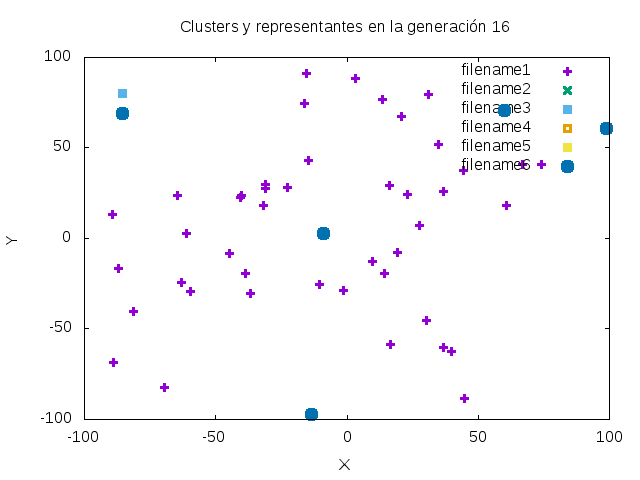 Clusters y representantes en la generación 16
100
50
0
-50
-100
-100
-50
0
50
100
X
Y
filename1
filename2
filename3
filename4
filename5
filename6